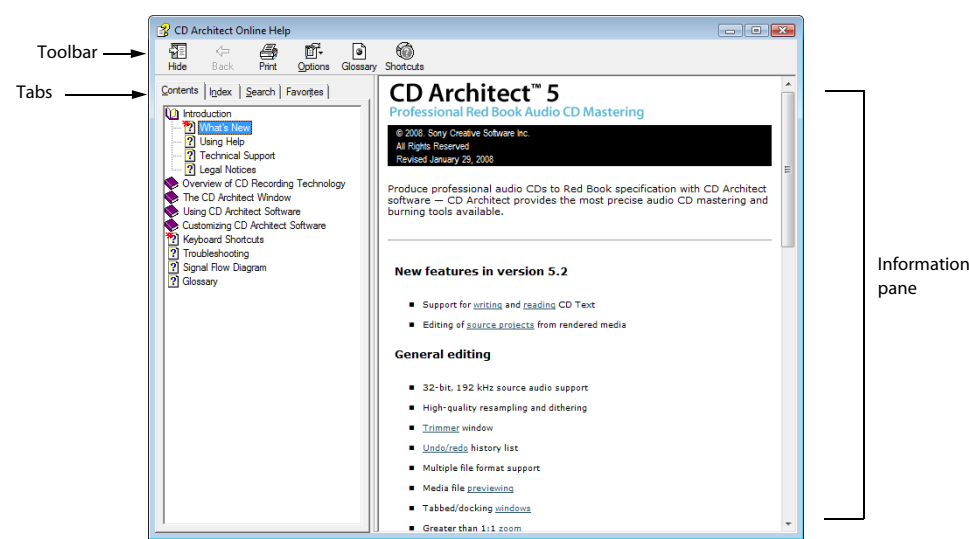 CD Architect Online Help
Toolbar
Hide Back Print Options Glossary Shortcuts
Tabs
Contents Index Search Favorites
Introduction
What's New
Using Help
Technical Support
Legal Notices
Overview of CD Recording Technology
The CD Architect Window
Using CD Architect Software
Customizing CD Architect Software
Keyboard Shortcuts
Troubleshooting
Signal Flow Diagram
Glossary
CD Architect™ 5
Professional Red Book Audio CD Mastering
© 2008. Sony Creative Software Inc.
All Rights Reserved
Revised January 29, 2008
Produce professional audio CDs to Red Book specification with CD Architect
software — CD Architect provides the most precise audio CD mastering and
burning tools available.
New features in version 5.2
Support for writing and reading CD Text
Editing of source projects from rendered media
General editing
32-bit, 192 kHz source audio support
High-quality resampling and dithering
Trimmer window
Undo/redo history list
Multiple file format support
Media file previewing
Tabbed/docking windows
Greater than 1:1 zoom
Information
pane